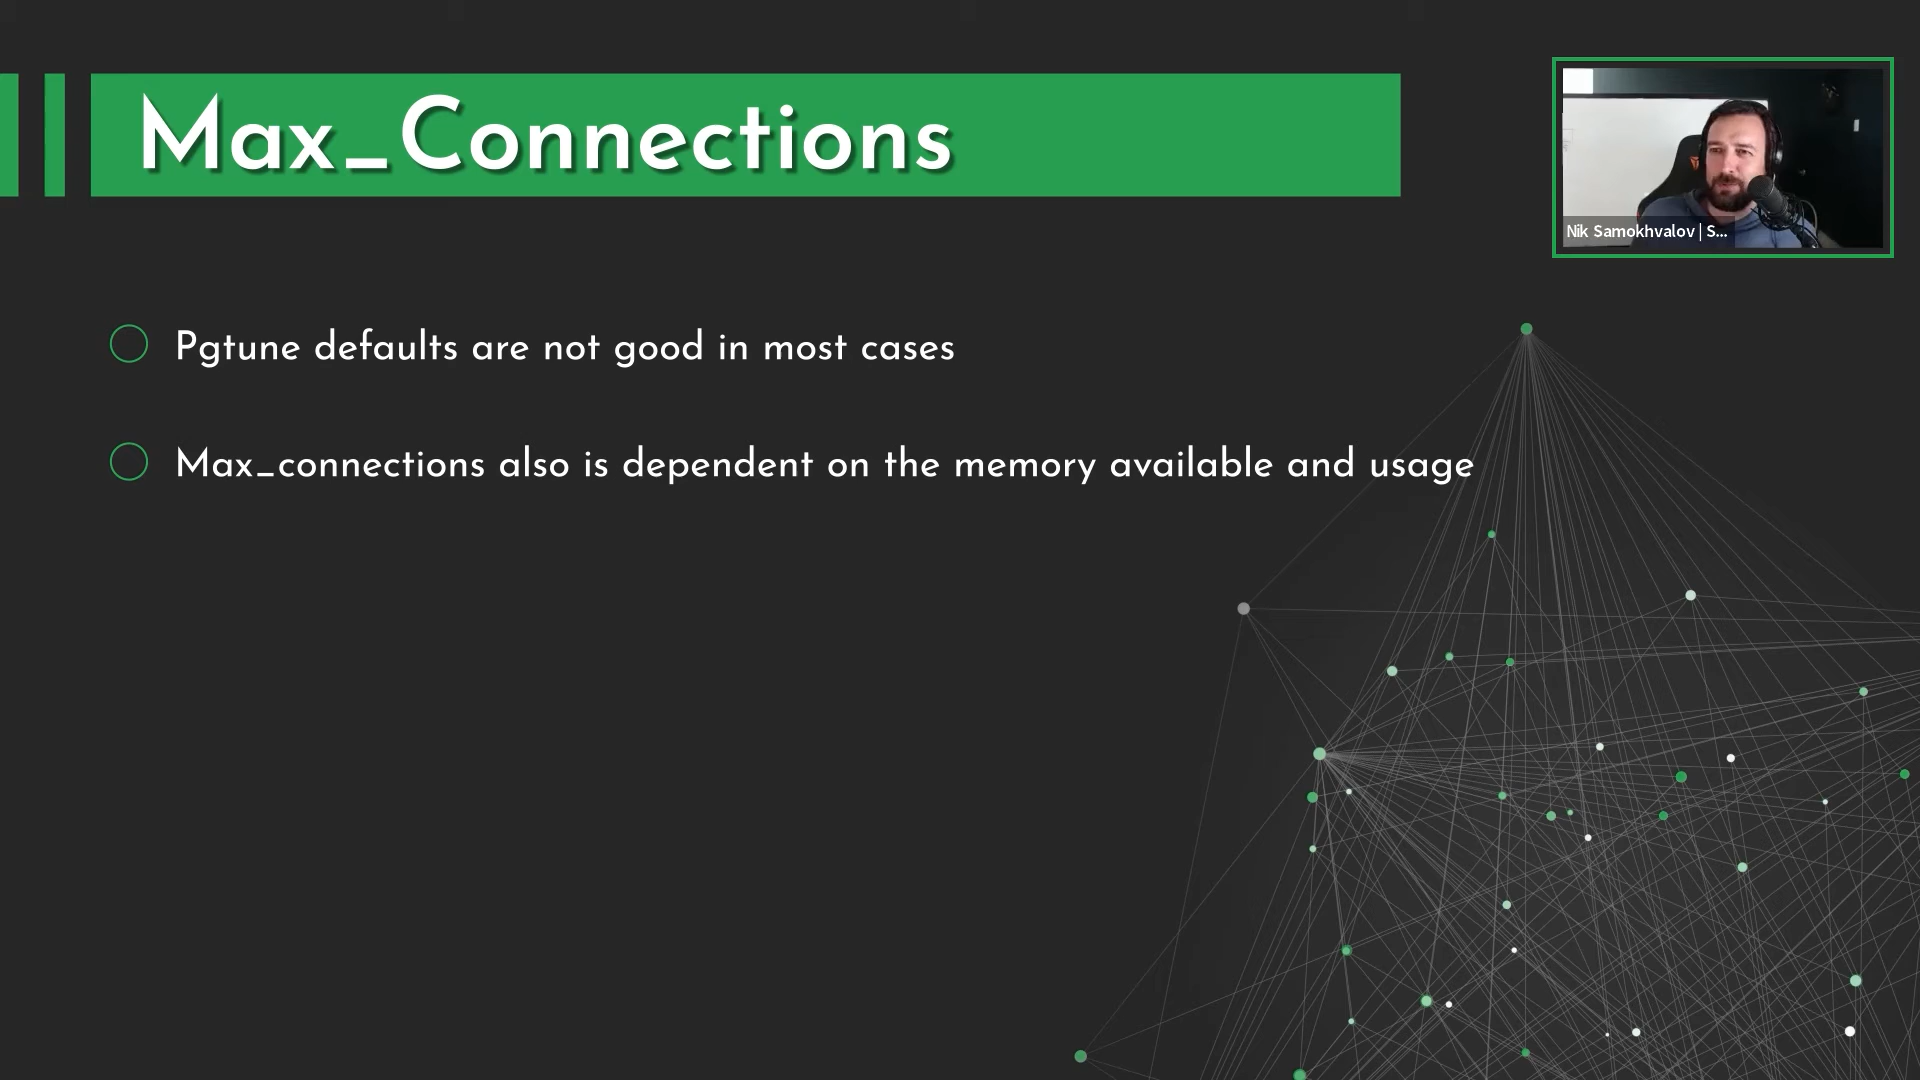 Max_Connections
Nik Samokhvalov | S...
Pgtune defaults are not good in most cases
Max_connections also is dependent on the memory available and usage